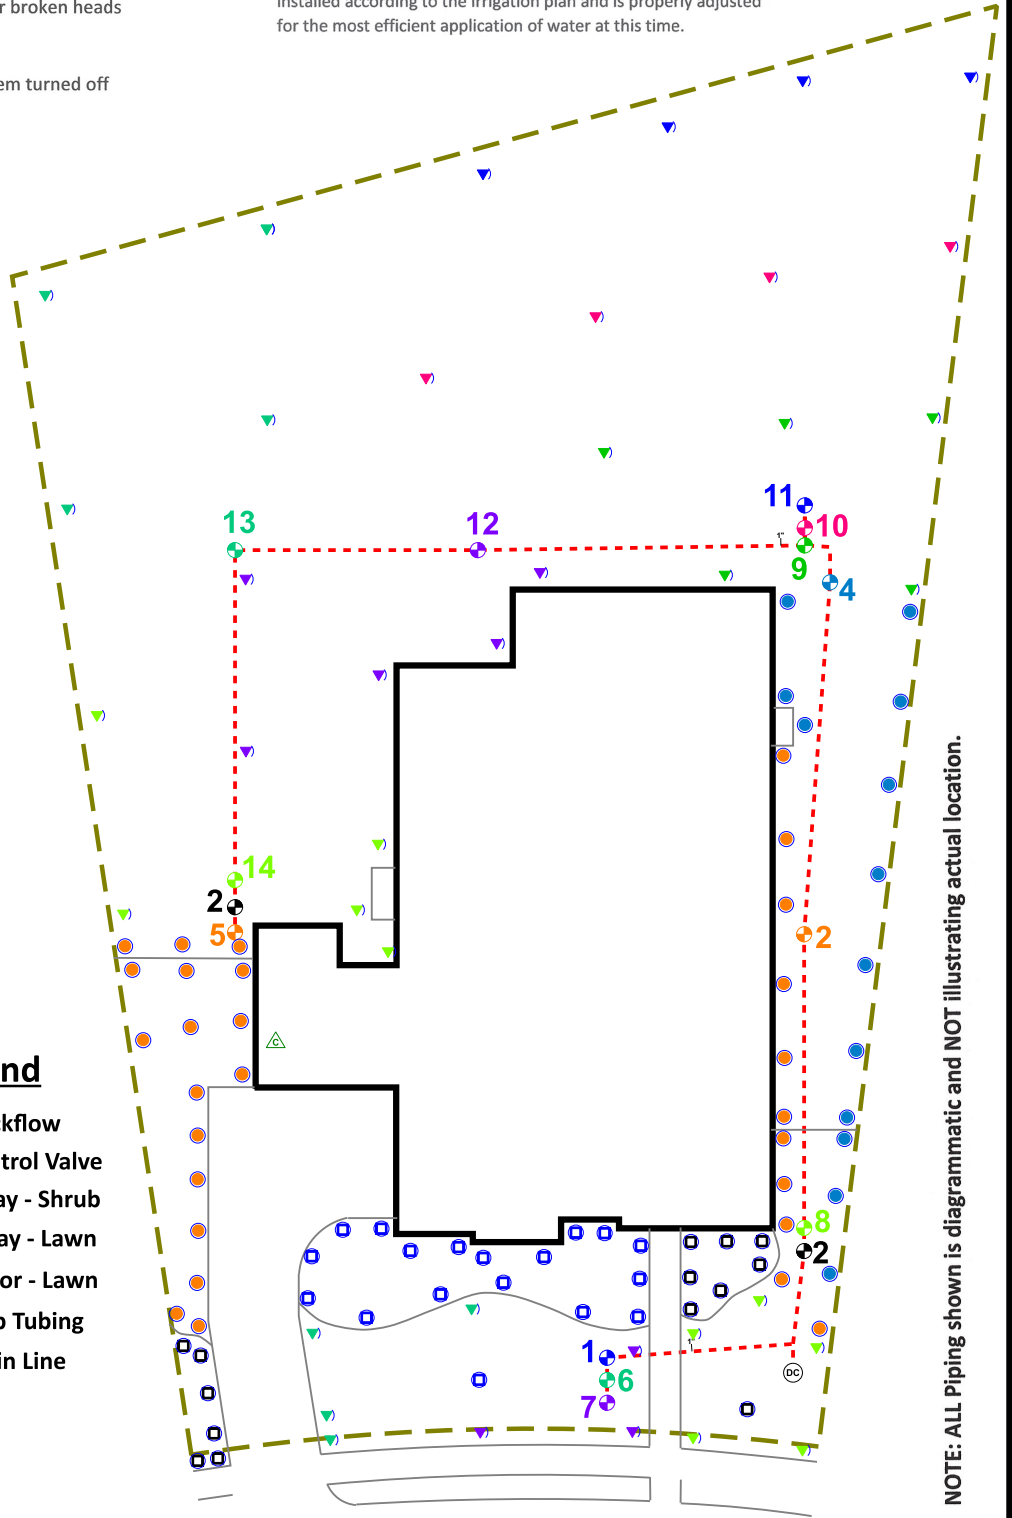 r broken heads
installed according to the irrigation plan and is properly adjusted
for the most efficient application of water at this time.
em turned off
11
13
12
10
1"
9
4
14
2
5
2
C
nd
ckflow
trol Valve
ay - Shrub
ay - Lawn
or - Lawn
p Tubing
in Line
8
2
1
1"
6
DC
7
NOTE: ALL Piping shown is diagrammatic and NOT illustrating actual location.